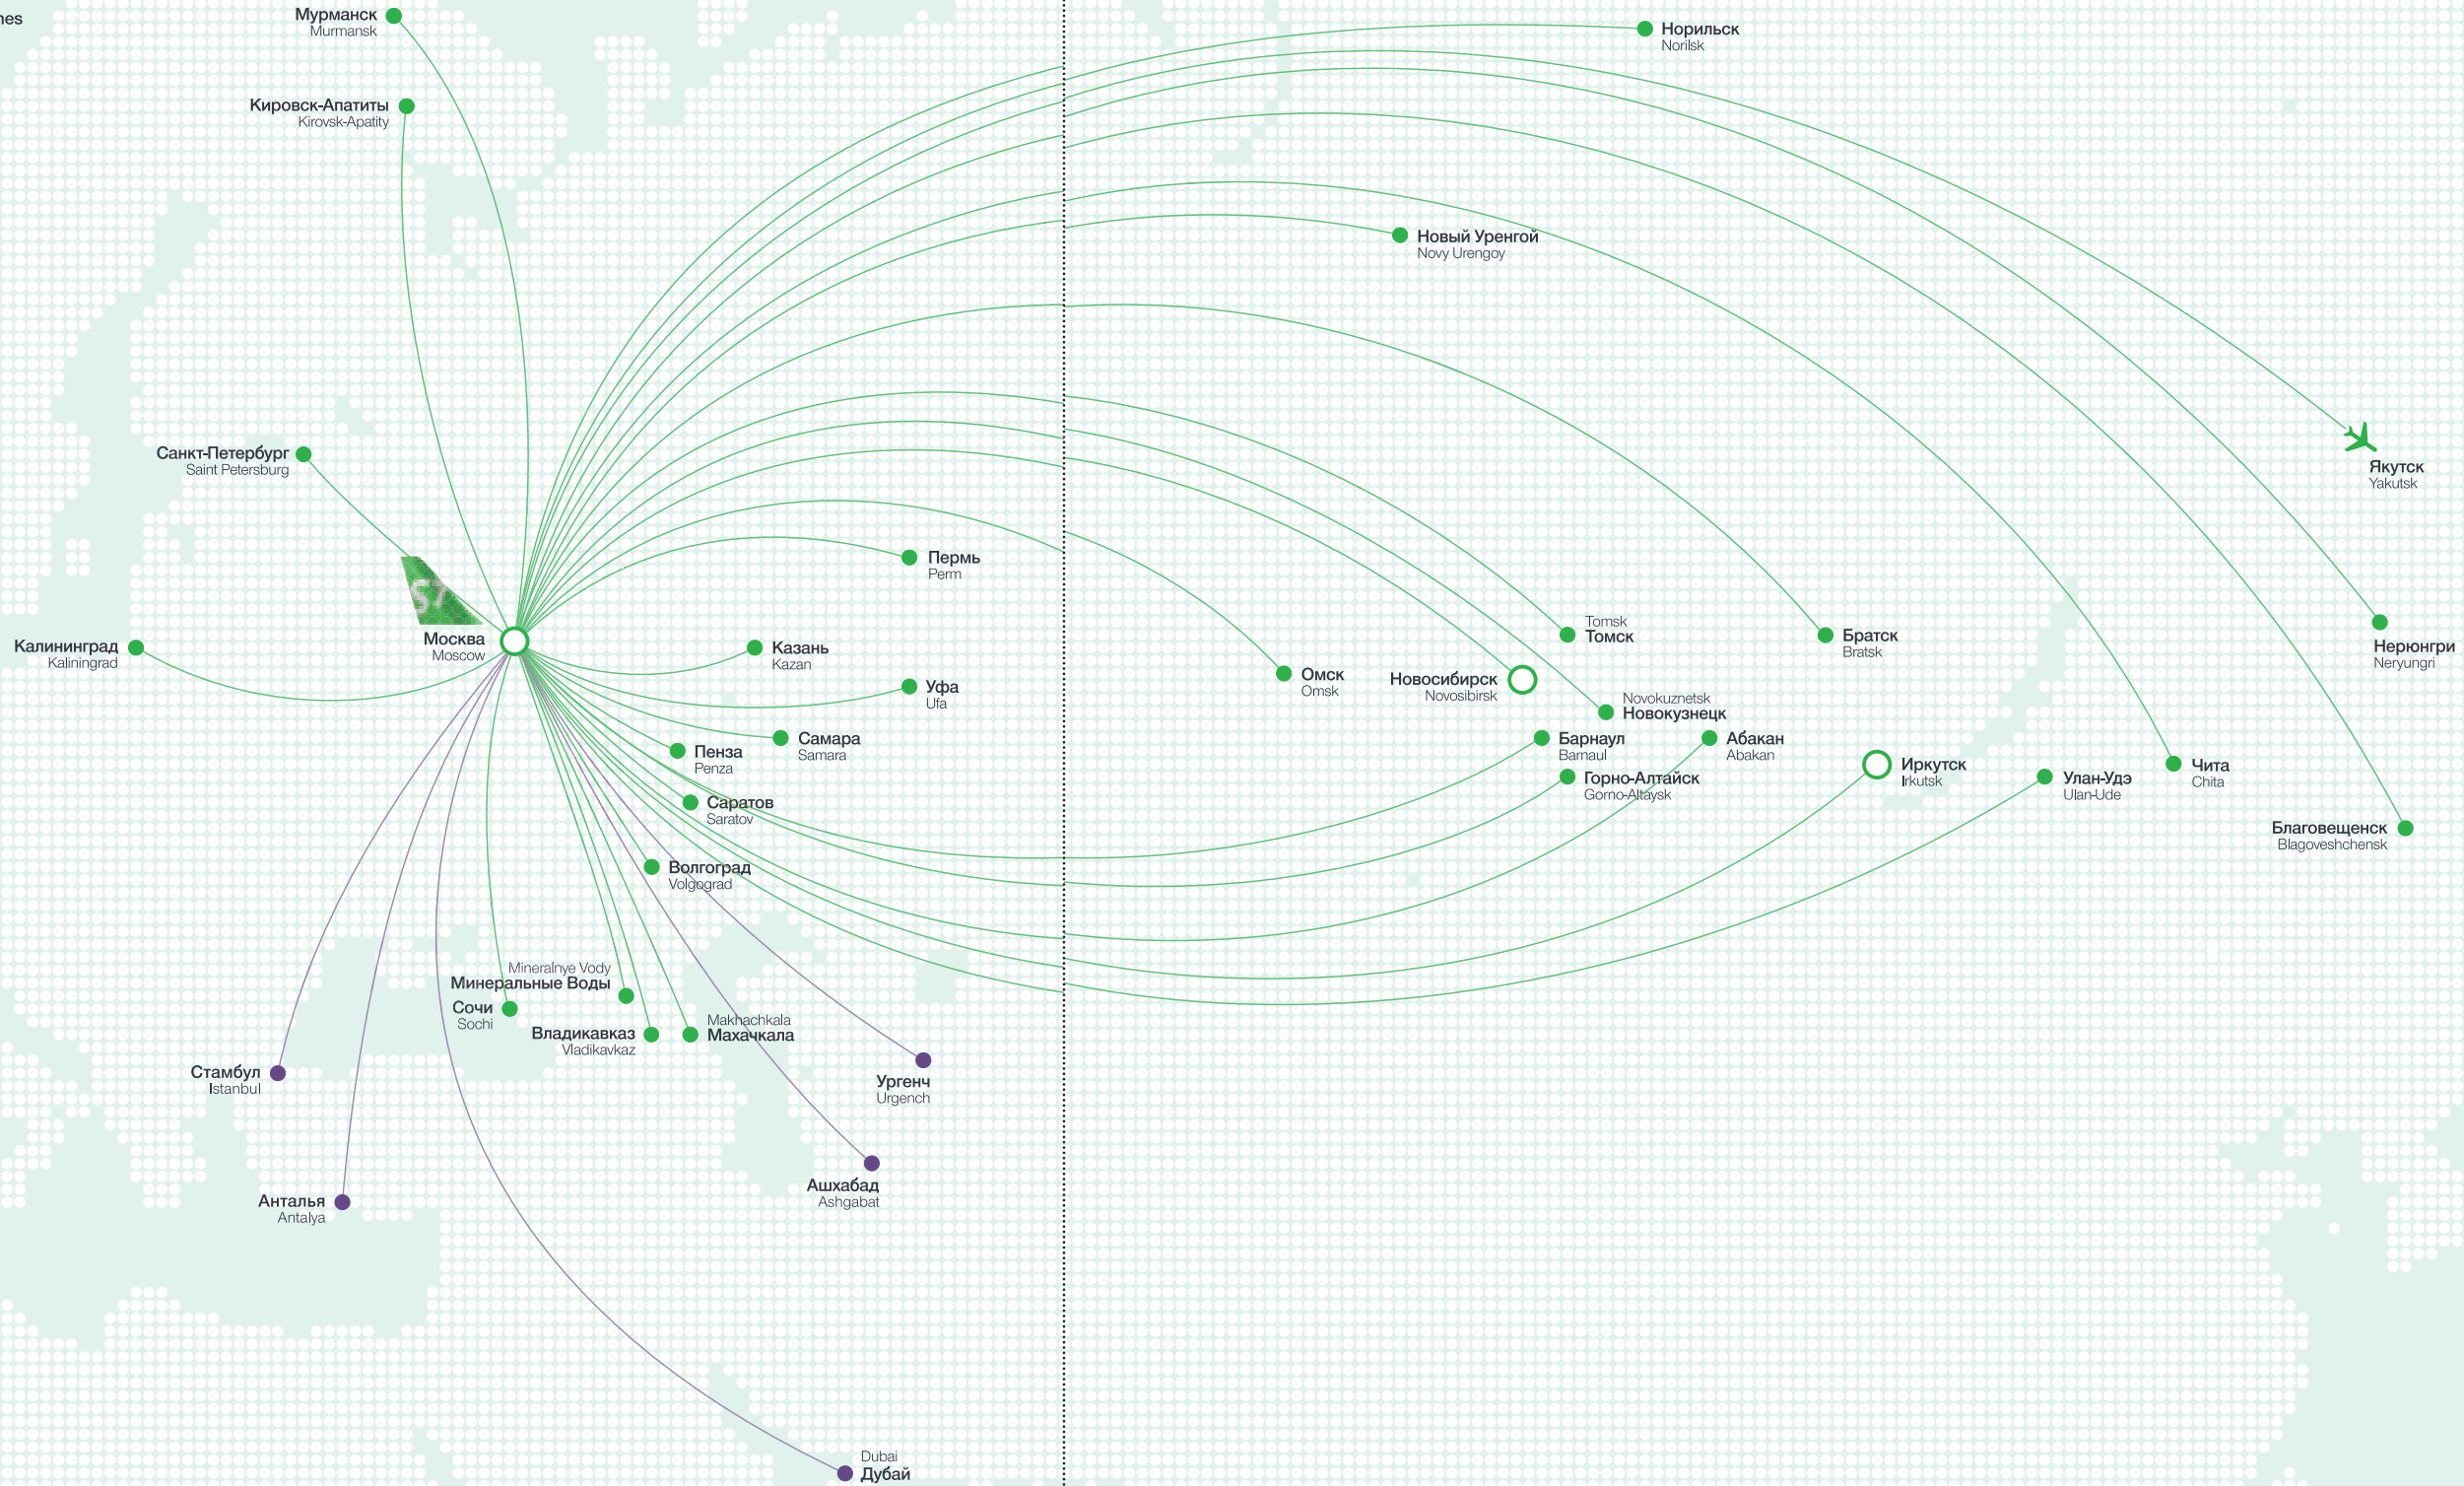 nes
Мурманск
Murmansk
Норильск
Norilsk
Кировск-Апатиты
Kirovsk-Apatity
Новый Уренгой
Novy Urengoy
Санкт-Петербург
Saint Petersburg
Якутск
Yakutsk
Пермь
Perm
S7
Москва
Moscow
Калининград
Kaliningrad
Казань
Kazan
Tomsk
Томск
Братск
Bratsk
Нерюнгри
Neryungri
Уфа
Ufa
Омск
Omsk
Новосибирск
Novosibirsk
Novokuznetsk
Новокузнецк
Самара
Samara
Пенза
Penza
Барнаул
Barnaul
Абакан
Abakan
Иркутск
Irkutsk
Чита
Chita
Горно-Алтайск
Gorno-Altaysk
Улан-Удэ
Ulan-Ude
Саратов
Saratov
Благовещенск
Blagoveshchensk
Волгоград
Volgograd
Mineralnye Vody
Минеральные Воды
Сочи
Sochi
Владикавказ
Vladikavkaz
Makhachkala
Махачкала
Стамбул
Istanbul
Ургенч
Urgench
Ашхабад
Ashgabat
Анталья
Antalya
Dubai
Дубай